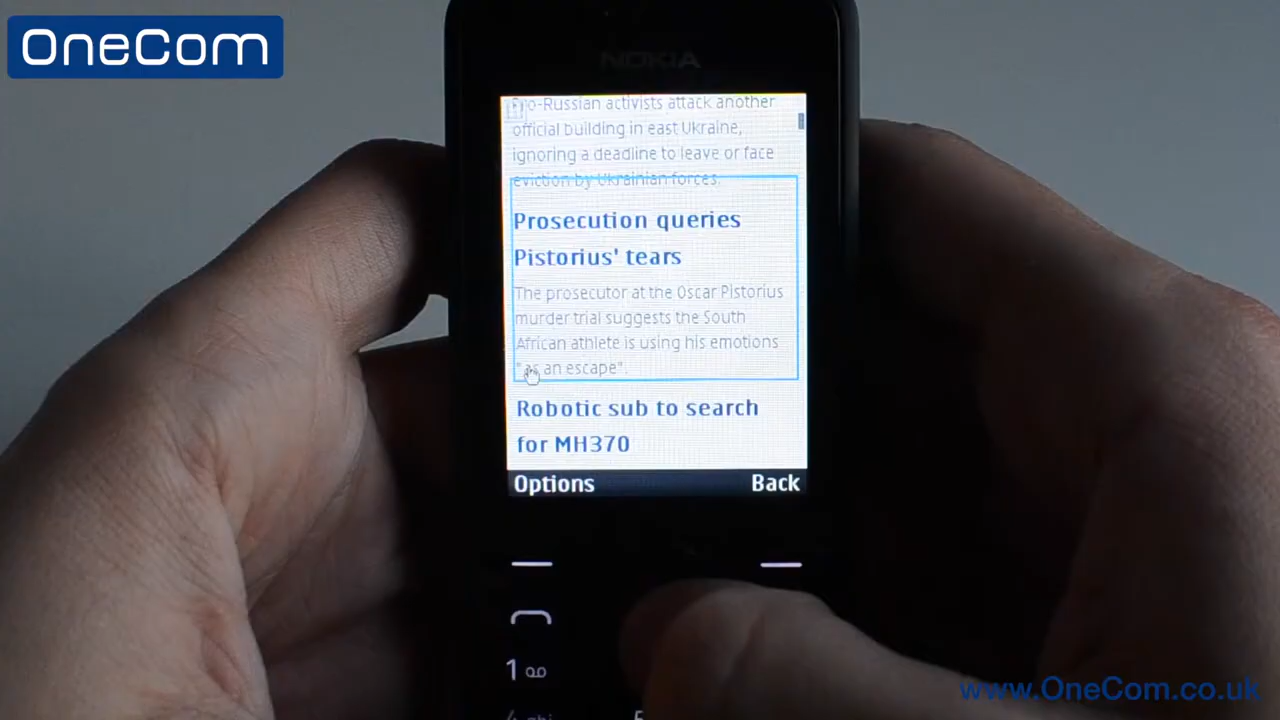 OneCom
NOKIA
Pro-Russian activists attack another
official building in east Ukraine,
ignoring a deadline to leave or face
eviction by Ukrainian forces.
Prosecution queries
Pistorius' tears
The prosecutor at the Oscar Pistorius
murder trial suggests the South
African athlete is using his emotions
"as an escape".
Robotic sub to search
for MH370
Options Back
1
www.OneCom.co.uk